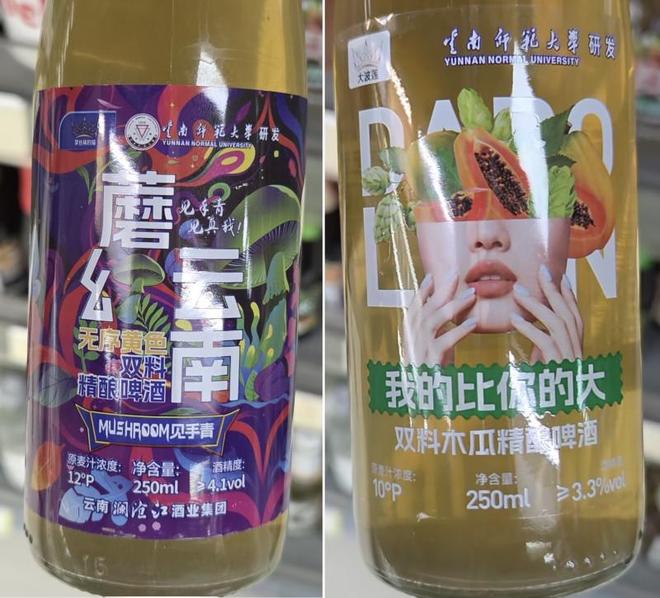 云南师范大学 研发
YUNNAN NORMAL UNIVERSITY
蘑幻云南
见手青
见真我!
无序黄色
双料
精酿啤酒
MUSHROOM见手青
原麦汁浓度: 净含量: 酒精度:
12°P 250ml ≥4.1vol
云南澜沧江酒业集团
大波莲
云南师范大学 研发
YUNNAN NORMAL UNIVERSITY
我的比你的大
双料木瓜精酿啤酒
原麦汁浓度: 净含量:
10°P 250ml ≥3.3%vol